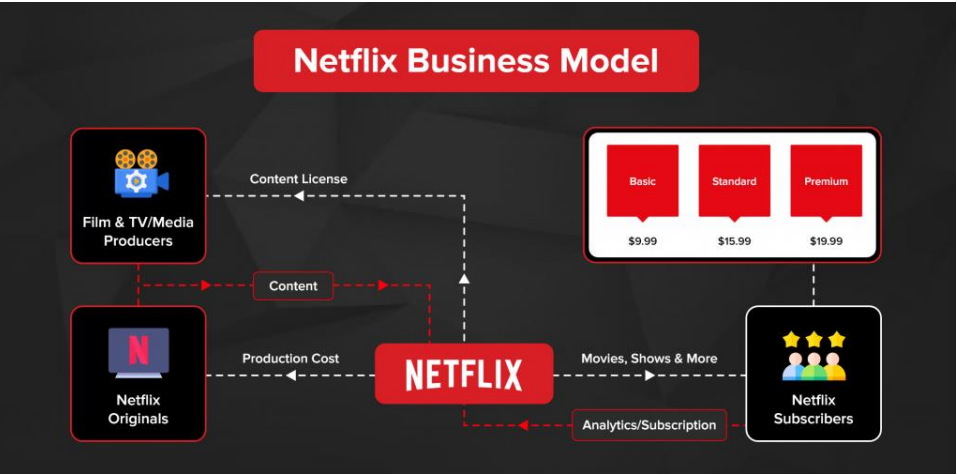 Netflix Business Model
Film & TV/Media
Producers
Content License
Basic
Standard
Premium
$9.99
$15.99
$19.99
Content
N
Netflix
Originals
Production Cost
NETFLIX
Movies, Shows & More
Analytics/Subscription
Netflix
Subscribers